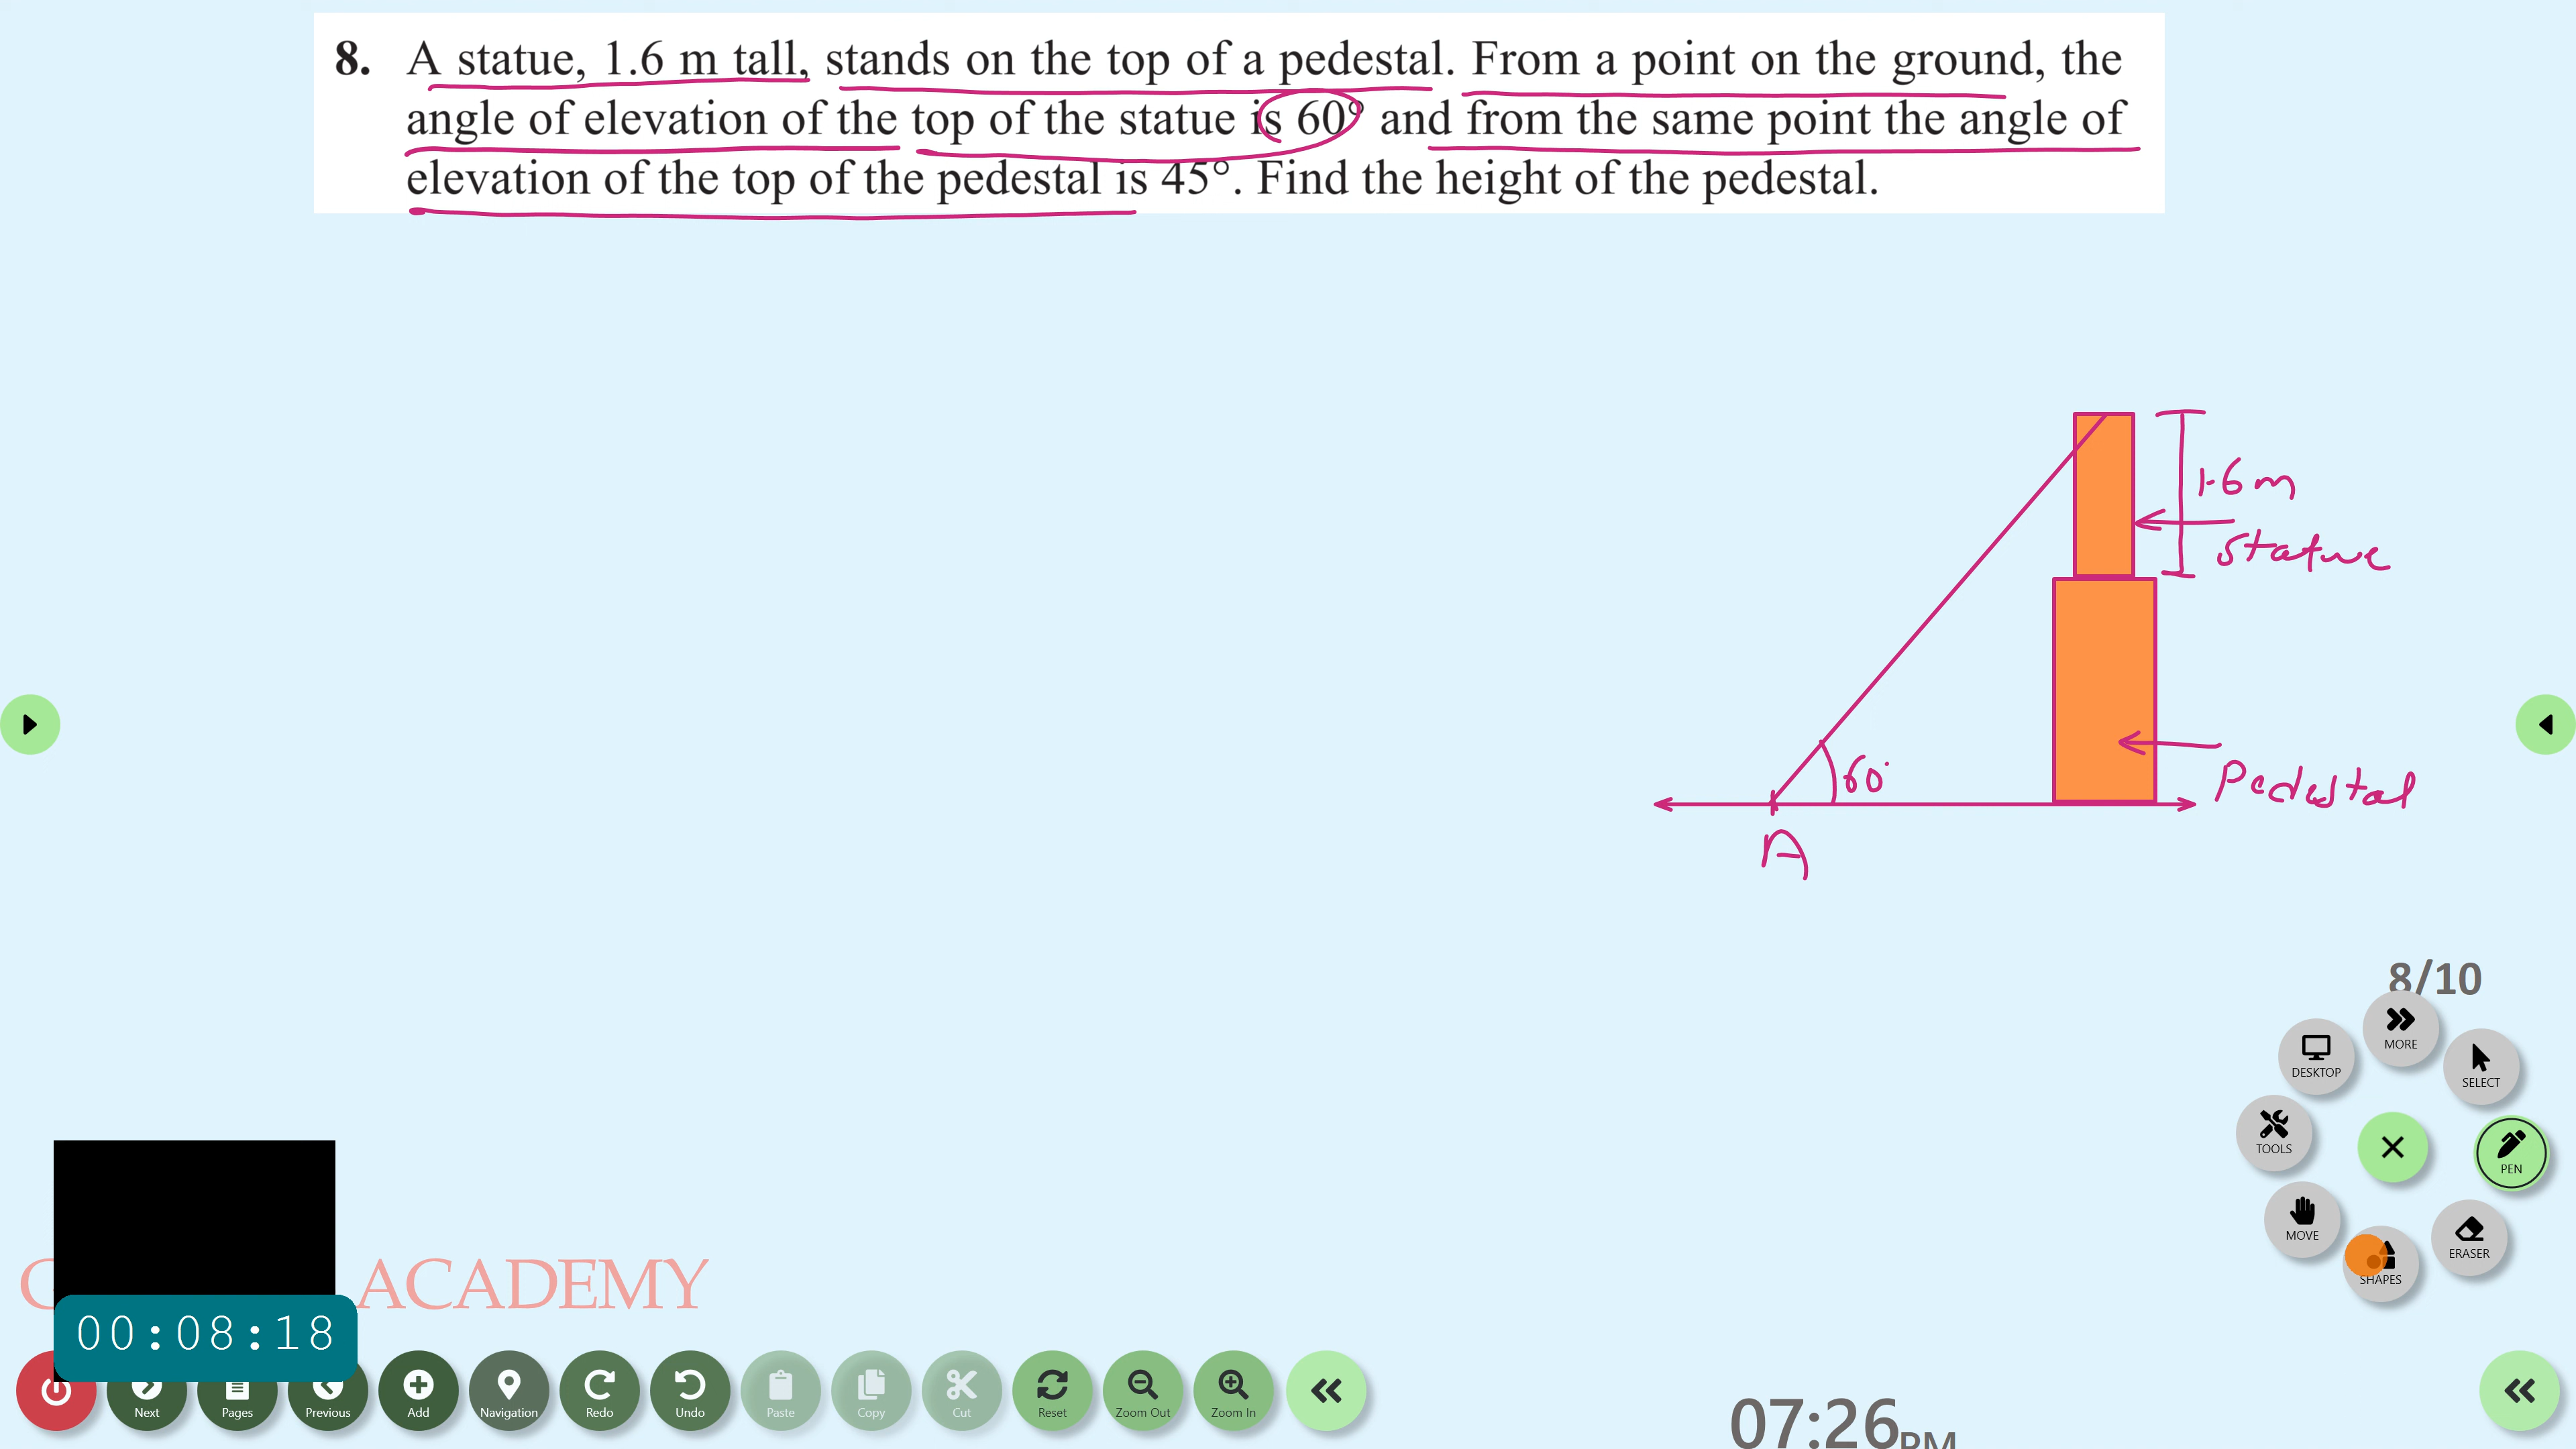 8. A statue, 1.6 m tall, stands on the top of a pedestal. From a point on the ground, the
angle of elevation of the top of the statue is 60° and from the same point the angle of
elevation of the top of the pedestal is 45°. Find the height of the pedestal.
1.6 m
statue
60°
Pedestal
A
8/10
MORE
DESKTOP
SELECT
TOOLS
PEN
MOVE
ERASER
SHAPES
ACADEMY
00:08:18
Next
Pages
Previous
Add
Navigation
Redo
Undo
Paste
Copy
Cut
Reset
Zoom Out
Zoom In
07:26 PM